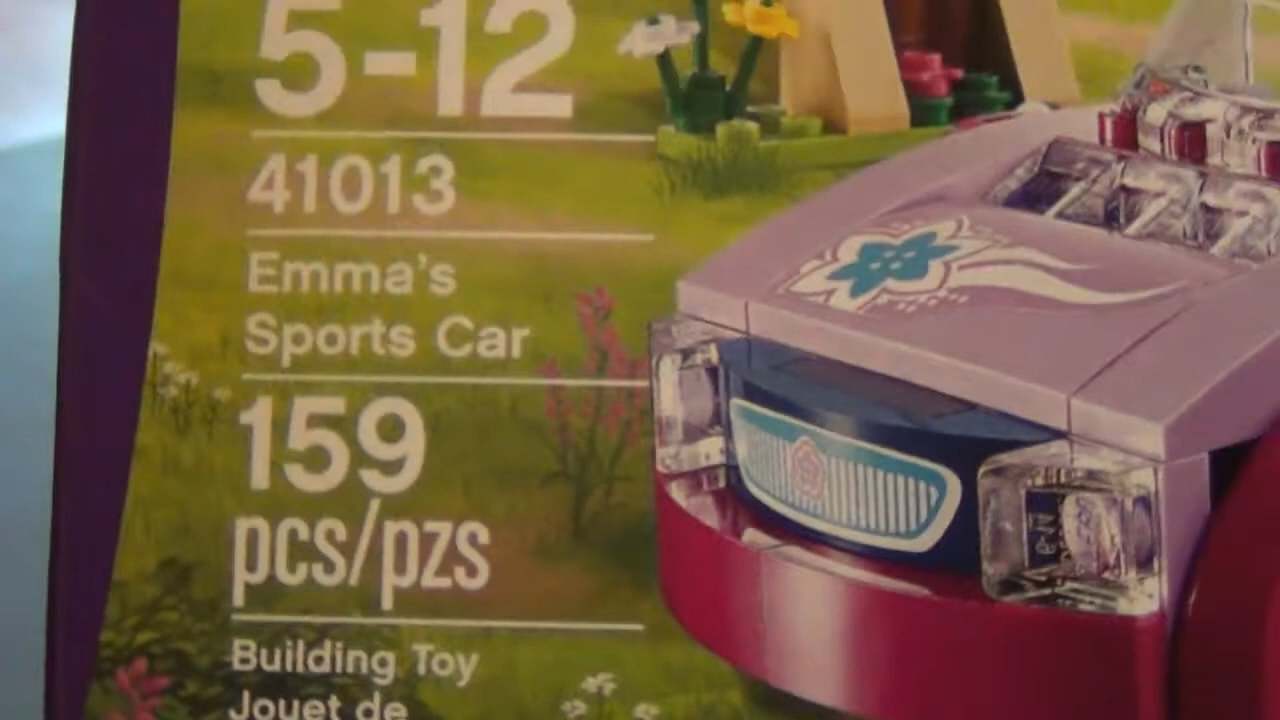 5-12
41013
Emma's
Sports Car
159
pcs/pzs
Building Toy
Jouet de